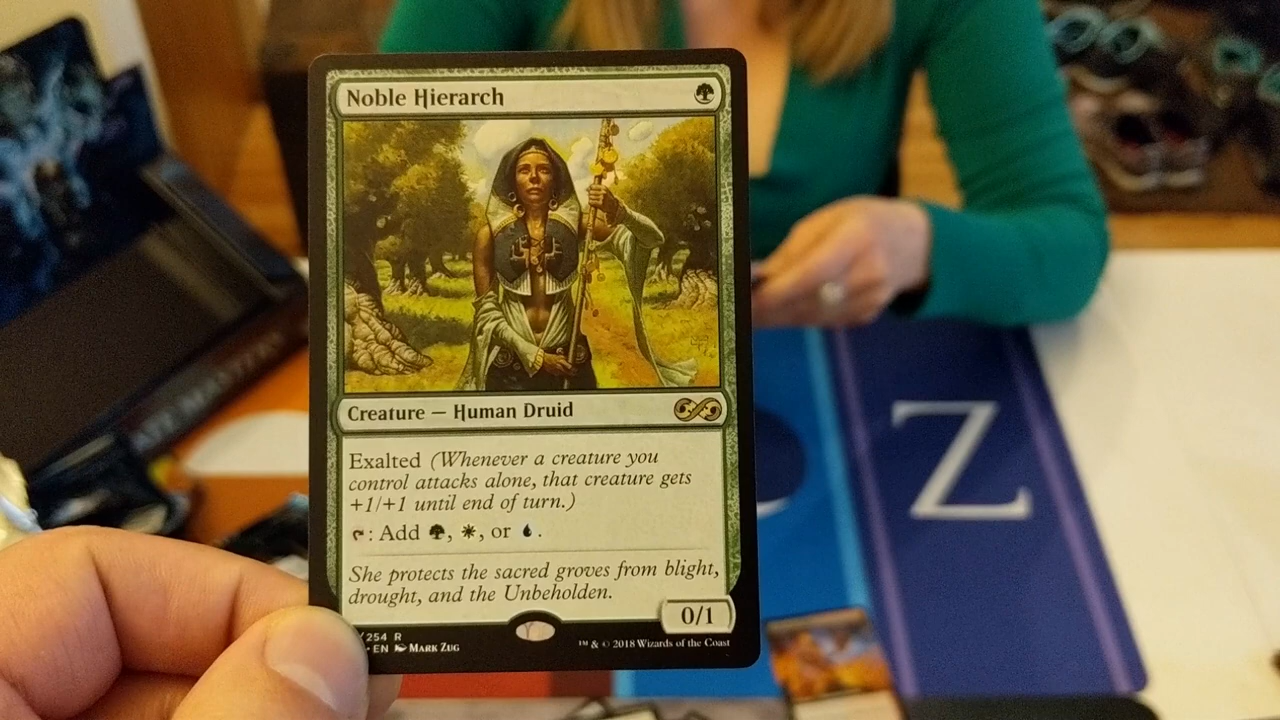 Noble Hierarch
Creature — Human Druid
Exalted (Whenever a creature you
control attacks alone, that creature gets
+1/+1 until end of turn.)
: Add , , or .
She protects the sacred groves from blight,
drought, and the Unbeholden.
0/1
/254 R
• EN Mark Zug
™ & © 2018 Wizards of the Coast
Z